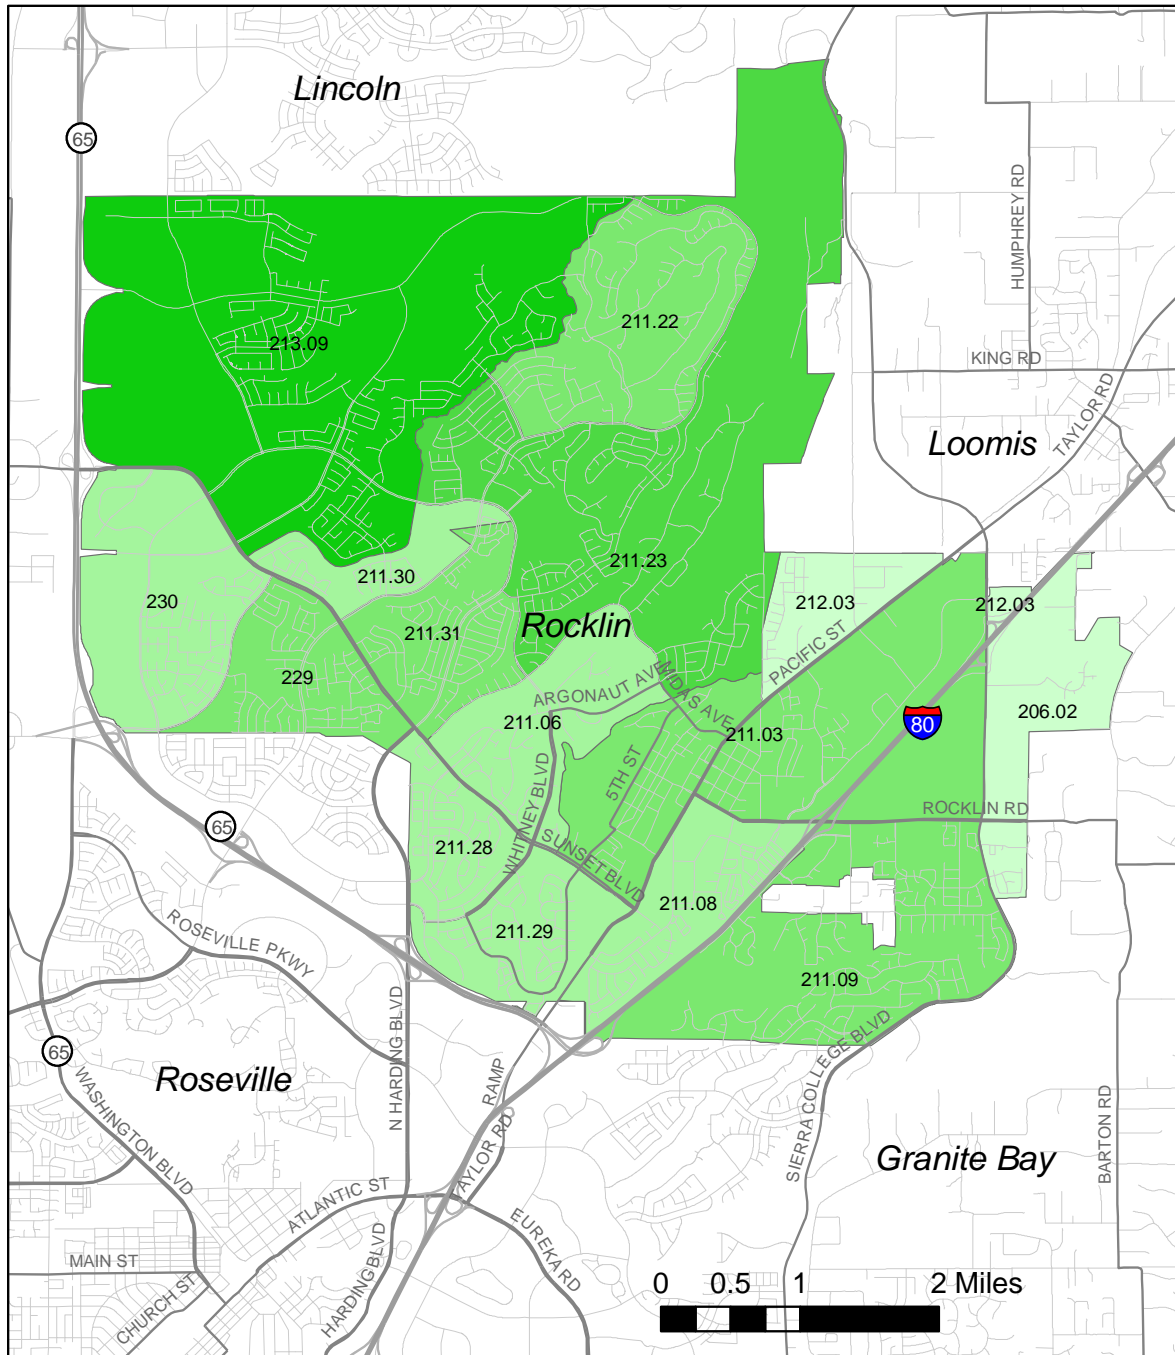 Lincoln
65
HUMPHREY RD
211.22
213.09
KING RD
TAYLOR RD
Loomis
211.23
211.30
230
212.03
212.03
Rocklin
211.31
PACIFIC ST
229
ARGONAUT AVE
MIDAS AVE
206.02
211.06
211.03
80
5TH ST
ROCKLIN RD
65
WHITNEY BLVD
211.28
SUNSET BLVD
211.08
211.29
ROSEVILLE PKWY
211.09
N HARDING BLVD
SIERRA COLLEGE BLVD
65
Roseville
RAMP
WASHINGTON BLVD
TAYLOR RD
BARTON RD
Granite Bay
ATLANTIC ST
EUREKA RD
MAIN ST
HARDING BLVD
CHURCH ST
0 0.5 1 2 Miles